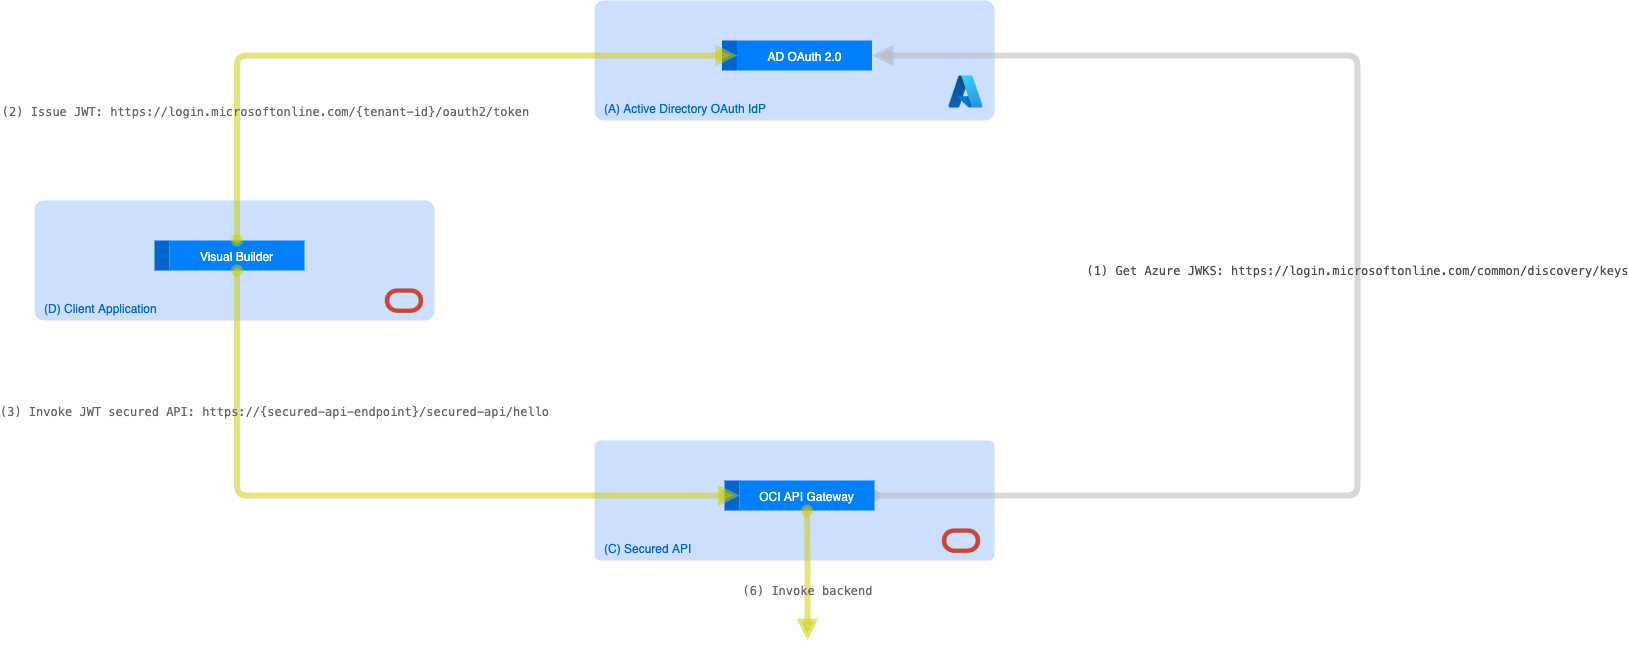 AD OAuth 2.0
(A) Active Directory OAuth IdP
(2) Issue JWT: https://login.microsoftonline.com/{tenant-id}/oauth2/token
Visual Builder
(D) Client Application
(1) Get Azure JWKS: https://login.microsoftonline.com/common/discovery/keys
(3) Invoke JWT secured API: https://{secured-api-endpoint}/secured-api/hello
OCI API Gateway
(C) Secured API
(6) Invoke backend